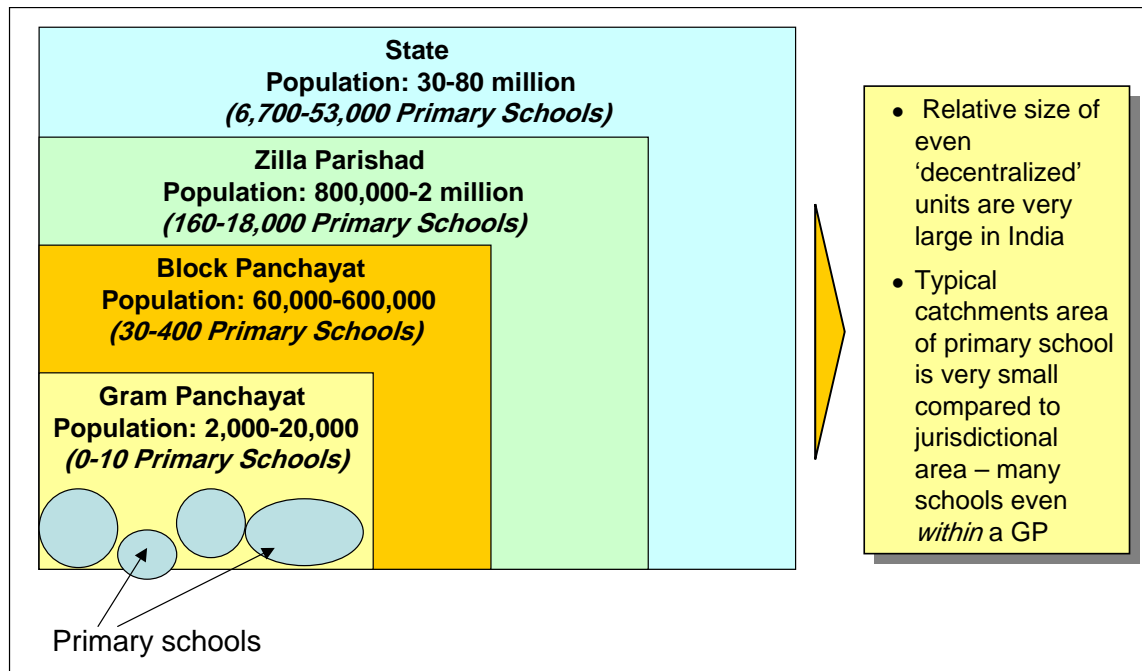 State
Population: 30-80 million
(6,700-53,000 Primary Schools)
Zilla Parishad
Population: 800,000-2 million
(160-18,000 Primary Schools)
Block Panchayat
Population: 60,000-600,000
(30-400 Primary Schools)
Gram Panchayat
Population: 2,000-20,000
(0-10 Primary Schools)
Primary schools
● Relative size of
even
‘decentralized’
units are very
large in India
● Typical
catchments area
of primary school
is very small
compared to
jurisdictional
area – many
schools even
within a GP